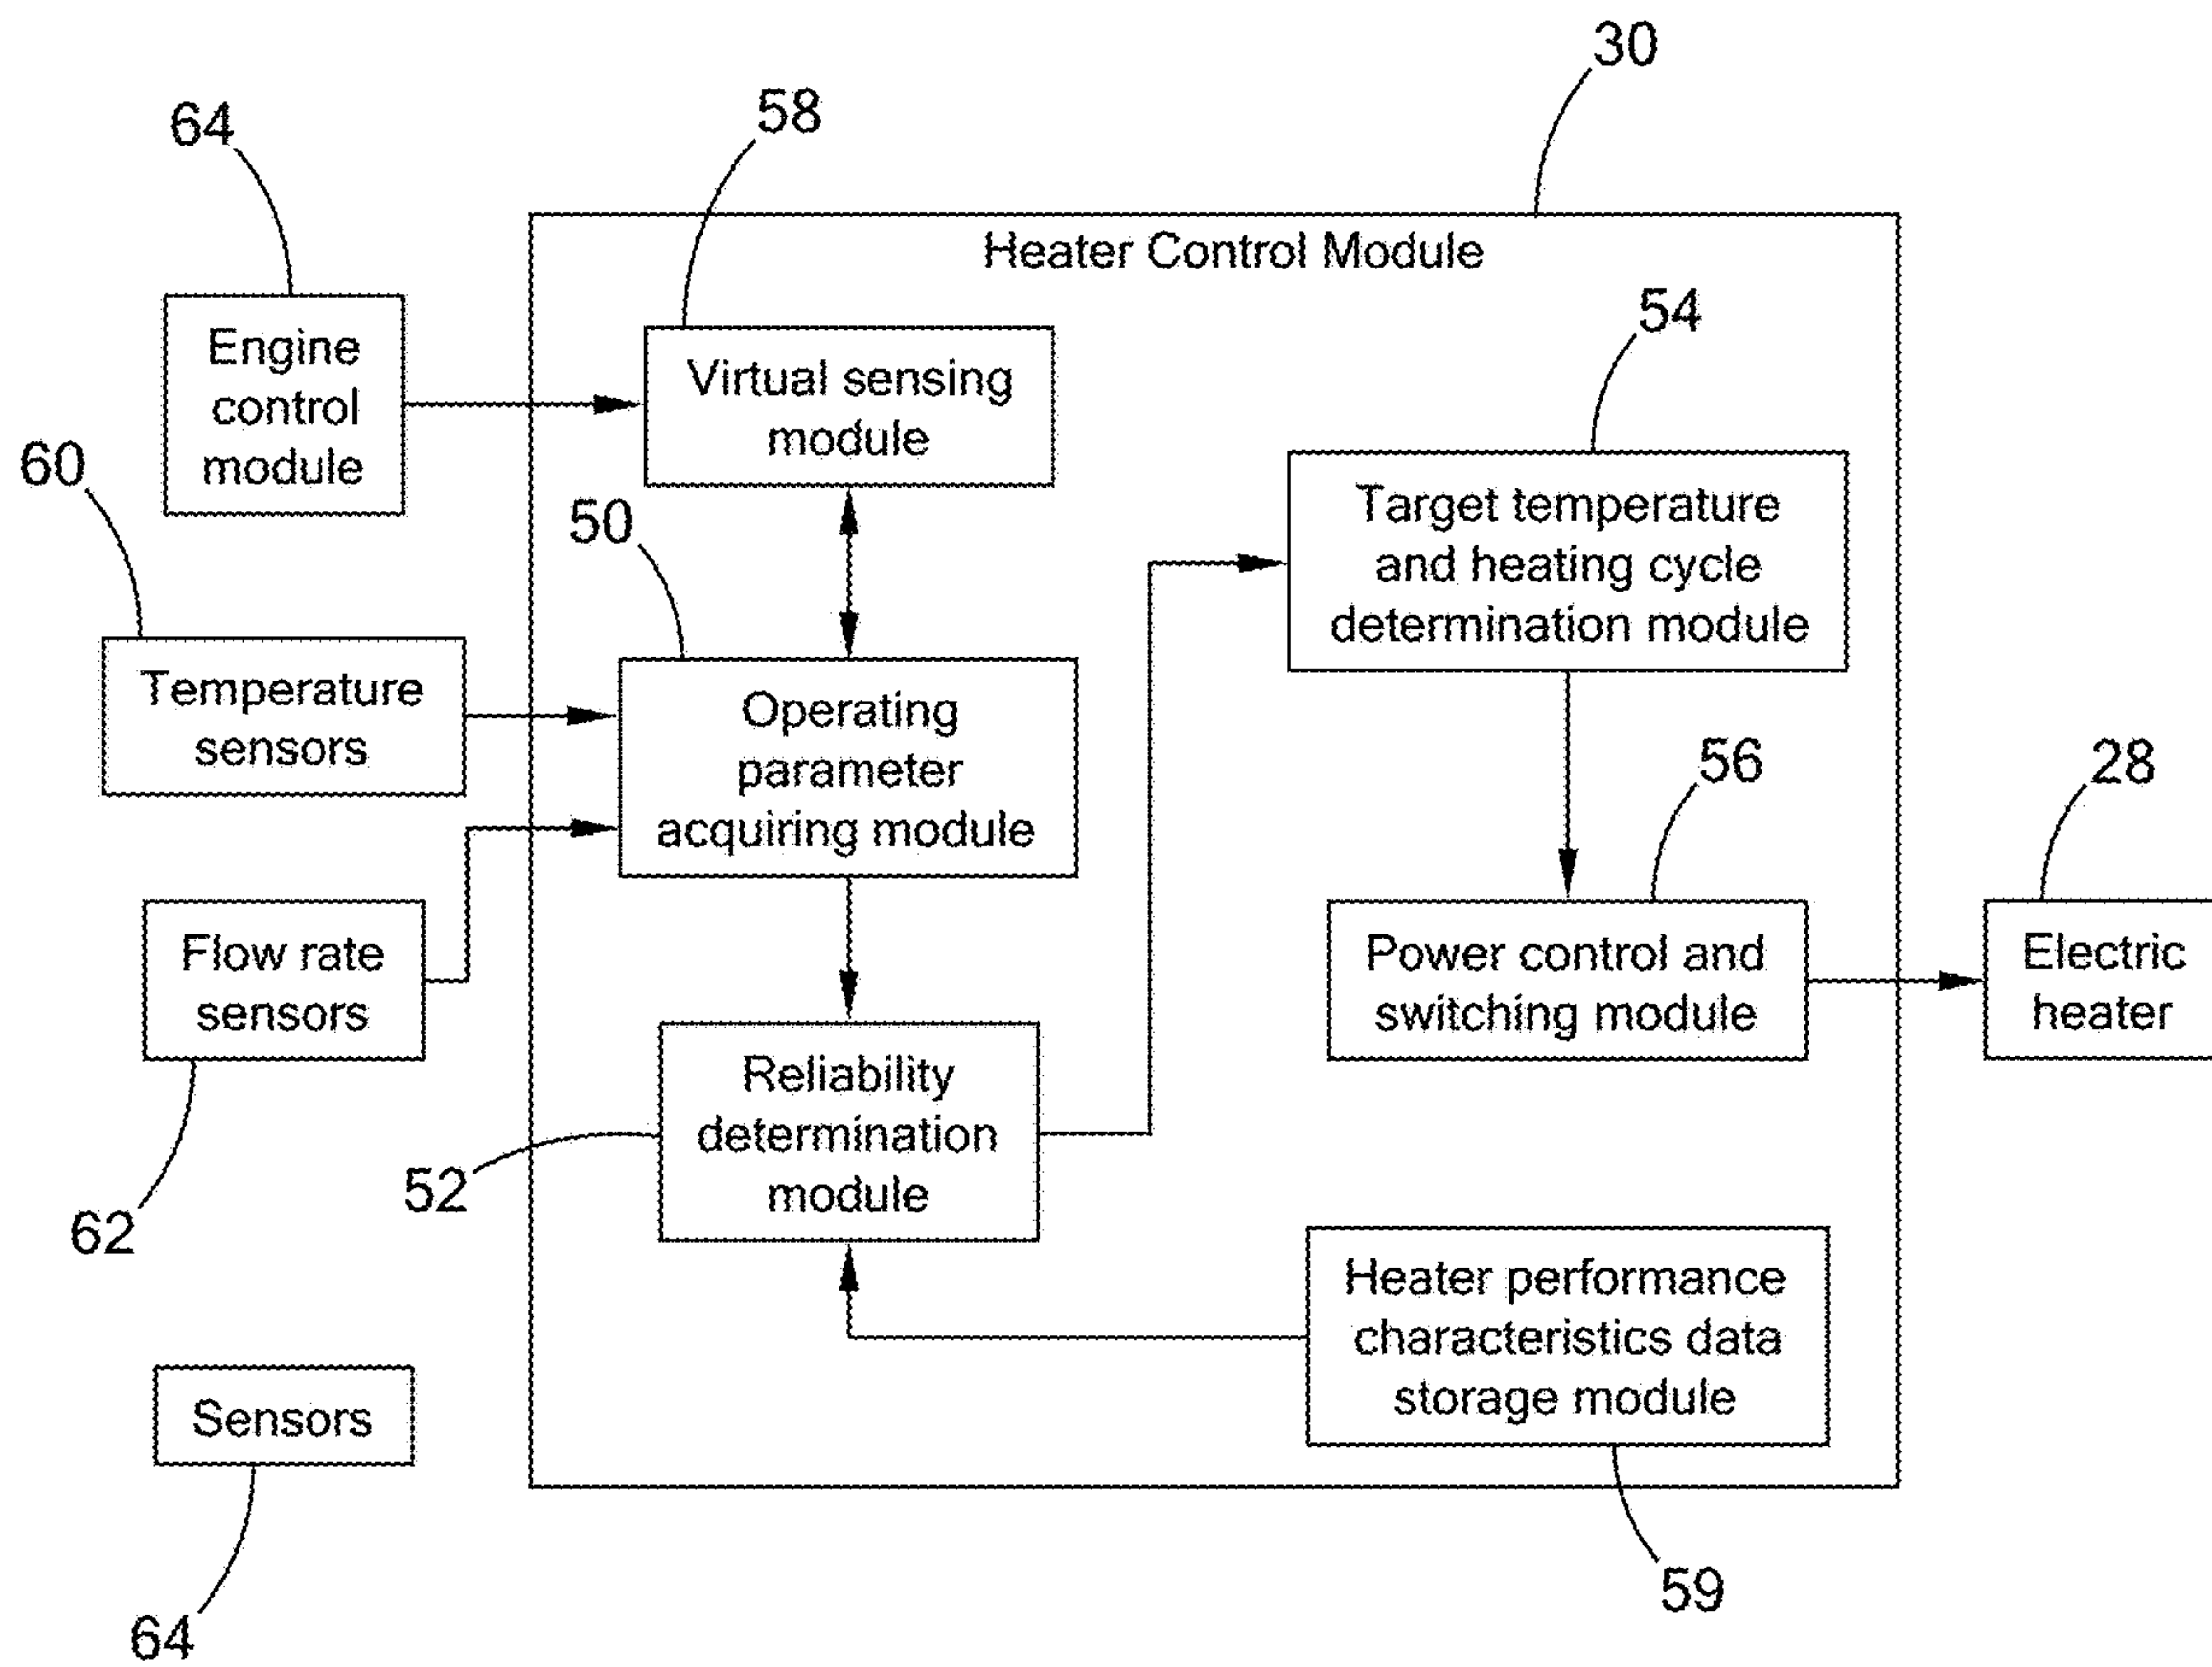 30
64
58
Heater Control Module
Engine
control
module
Virtual sensing
module
54
60
50
Target temperature
and heating cycle
determination module
Temperature
sensors
Operating
parameter
acquiring module
56
28
Flow rate
sensors
Power control and
switching module
Electric
heater
Reliability
determination
module
52
62
Heater performance
characteristics data
storage module
Sensors
59
64